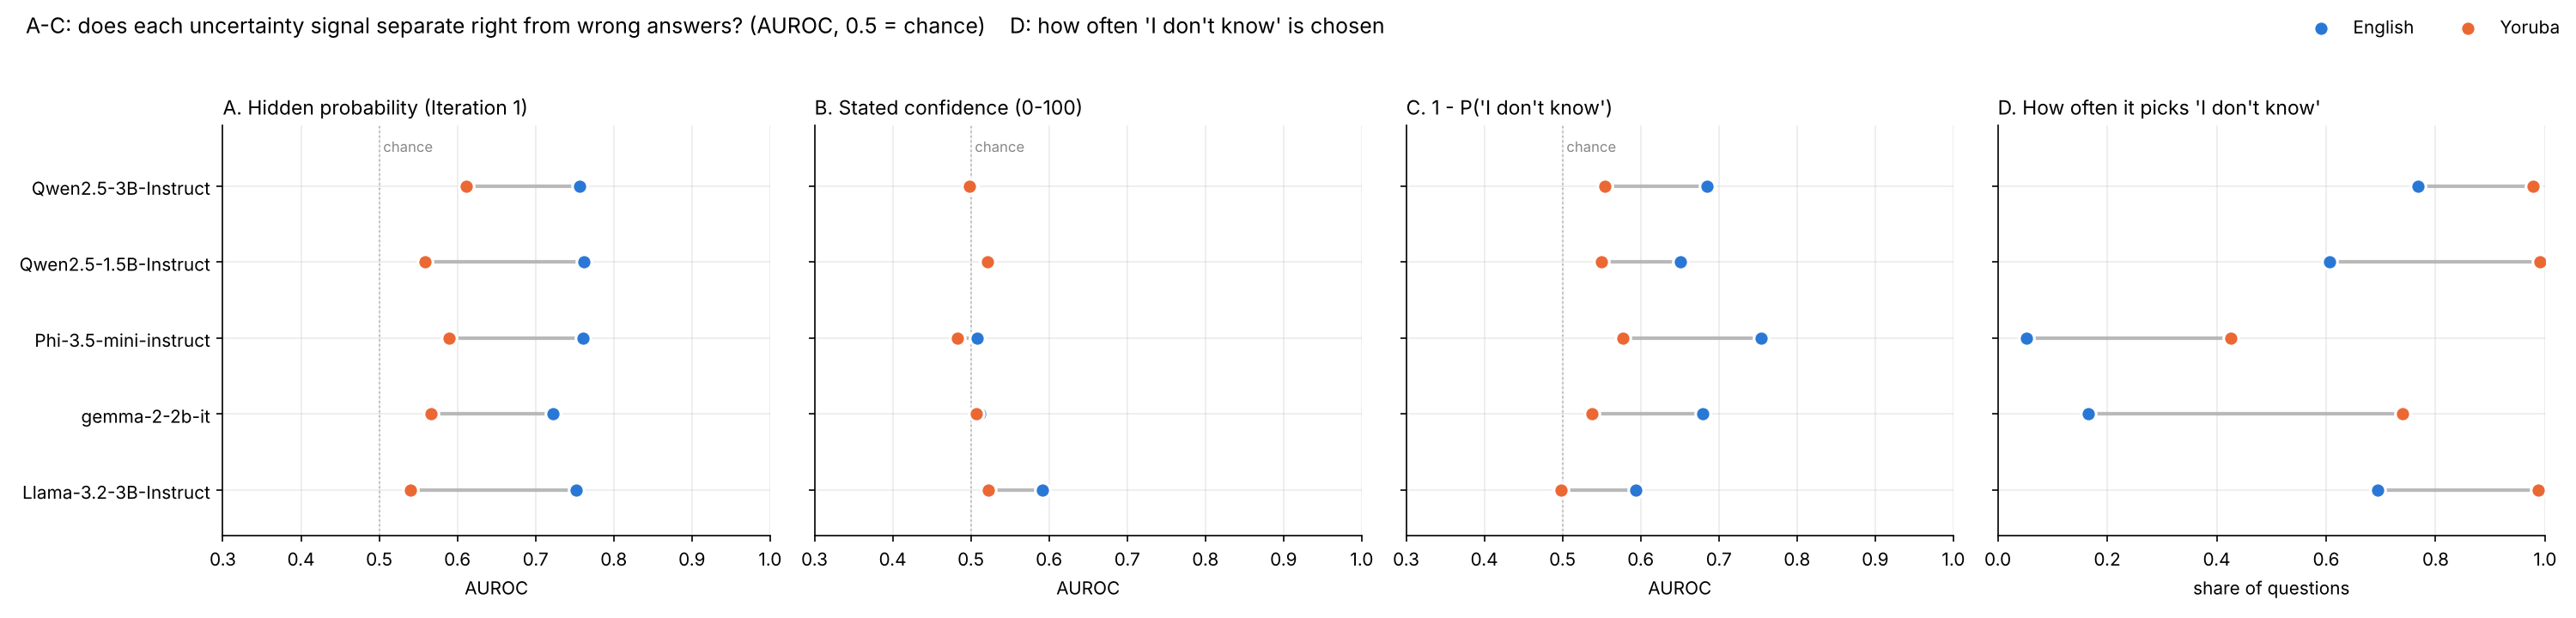 A-C: does each uncertainty signal separate right from wrong answers? (AUROC, 0.5 = chance)    D: how often 'I don't know' is chosen
English
Yoruba
A. Hidden probability (Iteration 1)
B. Stated confidence (0-100)
C. 1 - P('I don't know')
D. How often it picks 'I don't know'
chance
chance
chance
Qwen2.5-3B-Instruct
Qwen2.5-1.5B-Instruct
Phi-3.5-mini-instruct
gemma-2-2b-it
Llama-3.2-3B-Instruct
0.3 0.4 0.5 0.6 0.7 0.8 0.9 1.0
0.3 0.4 0.5 0.6 0.7 0.8 0.9 1.0
0.3 0.4 0.5 0.6 0.7 0.8 0.9 1.0
0.0 0.2 0.4 0.6 0.8 1.0
AUROC
AUROC
AUROC
share of questions